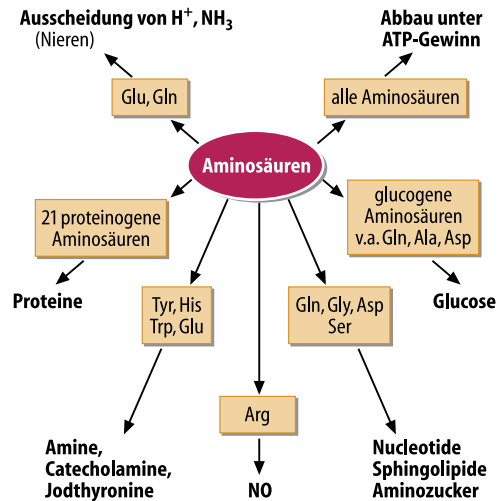 Ausscheidung von H⁺, NH₃
(Nieren)
Abbau unter
ATP-Gewinn
Glu, Gln
alle Aminosäuren
Aminosäuren
21 proteinogene
Aminosäuren
glucogene
Aminosäuren
v.a. Gln, Ala, Asp
Proteine
Tyr, His
Trp, Glu
Gln, Gly, Asp
Ser
Glucose
Arg
Amine,
Catecholamine,
Jodthyronine
NO
Nucleotide
Sphingolipide
Aminozucker